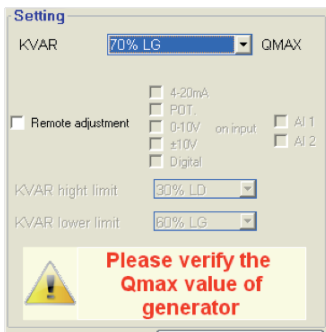 Setting
KVAR 70% LG QMAX
4-20mA
POT.
Remote adjustment 0-10V on input AI 1
±10V AI 2
Digital
KVAR hight limit 30% LD
KVAR lower limit 60% LG
Please verify the
Qmax value of
generator